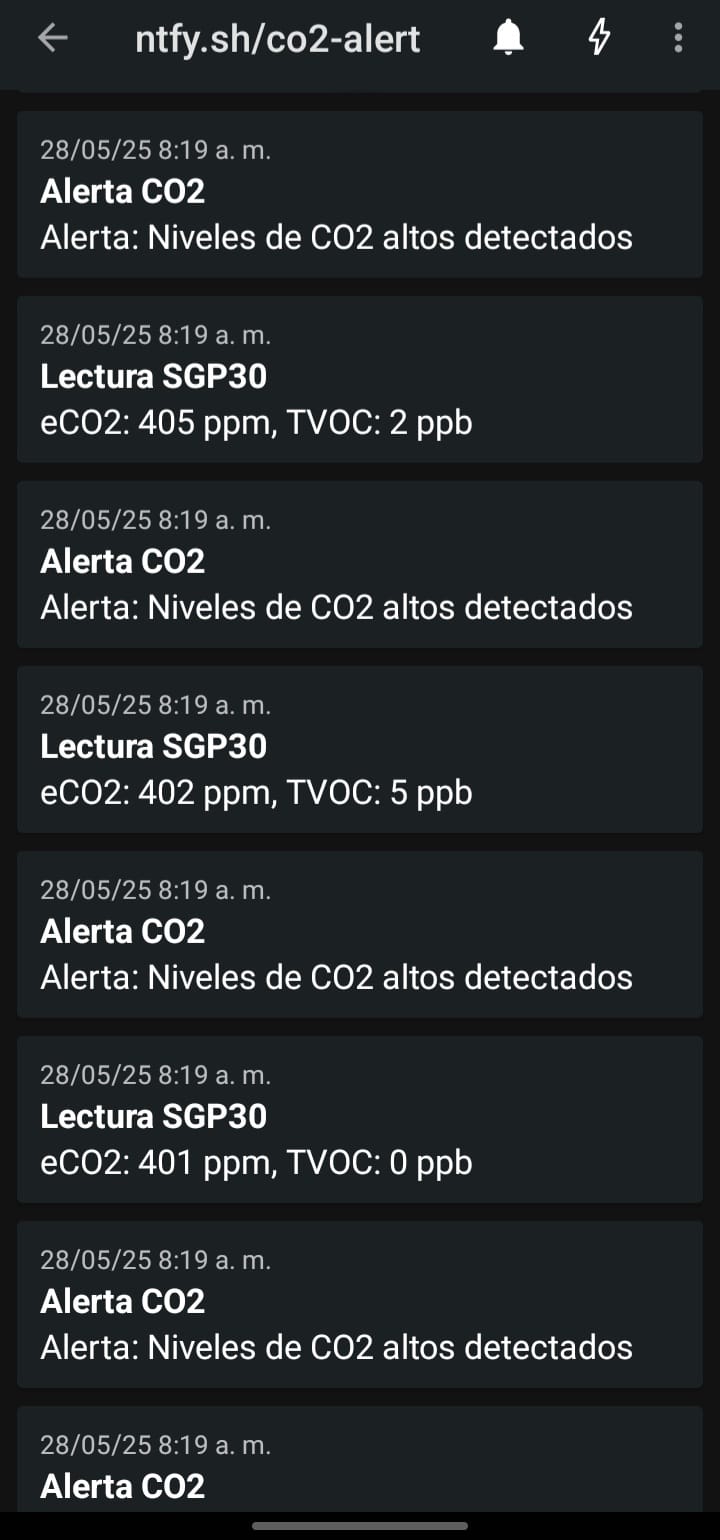 ntfy.sh/co2-alert
28/05/25 8:19 a. m.
Alerta CO2
Alerta: Niveles de CO2 altos detectados
28/05/25 8:19 a. m.
Lectura SGP30
eCO2: 405 ppm, TVOC: 2 ppb
28/05/25 8:19 a. m.
Alerta CO2
Alerta: Niveles de CO2 altos detectados
28/05/25 8:19 a. m.
Lectura SGP30
eCO2: 402 ppm, TVOC: 5 ppb
28/05/25 8:19 a. m.
Alerta CO2
Alerta: Niveles de CO2 altos detectados
28/05/25 8:19 a. m.
Lectura SGP30
eCO2: 401 ppm, TVOC: 0 ppb
28/05/25 8:19 a. m.
Alerta CO2
Alerta: Niveles de CO2 altos detectados
28/05/25 8:19 a. m.
Alerta CO2